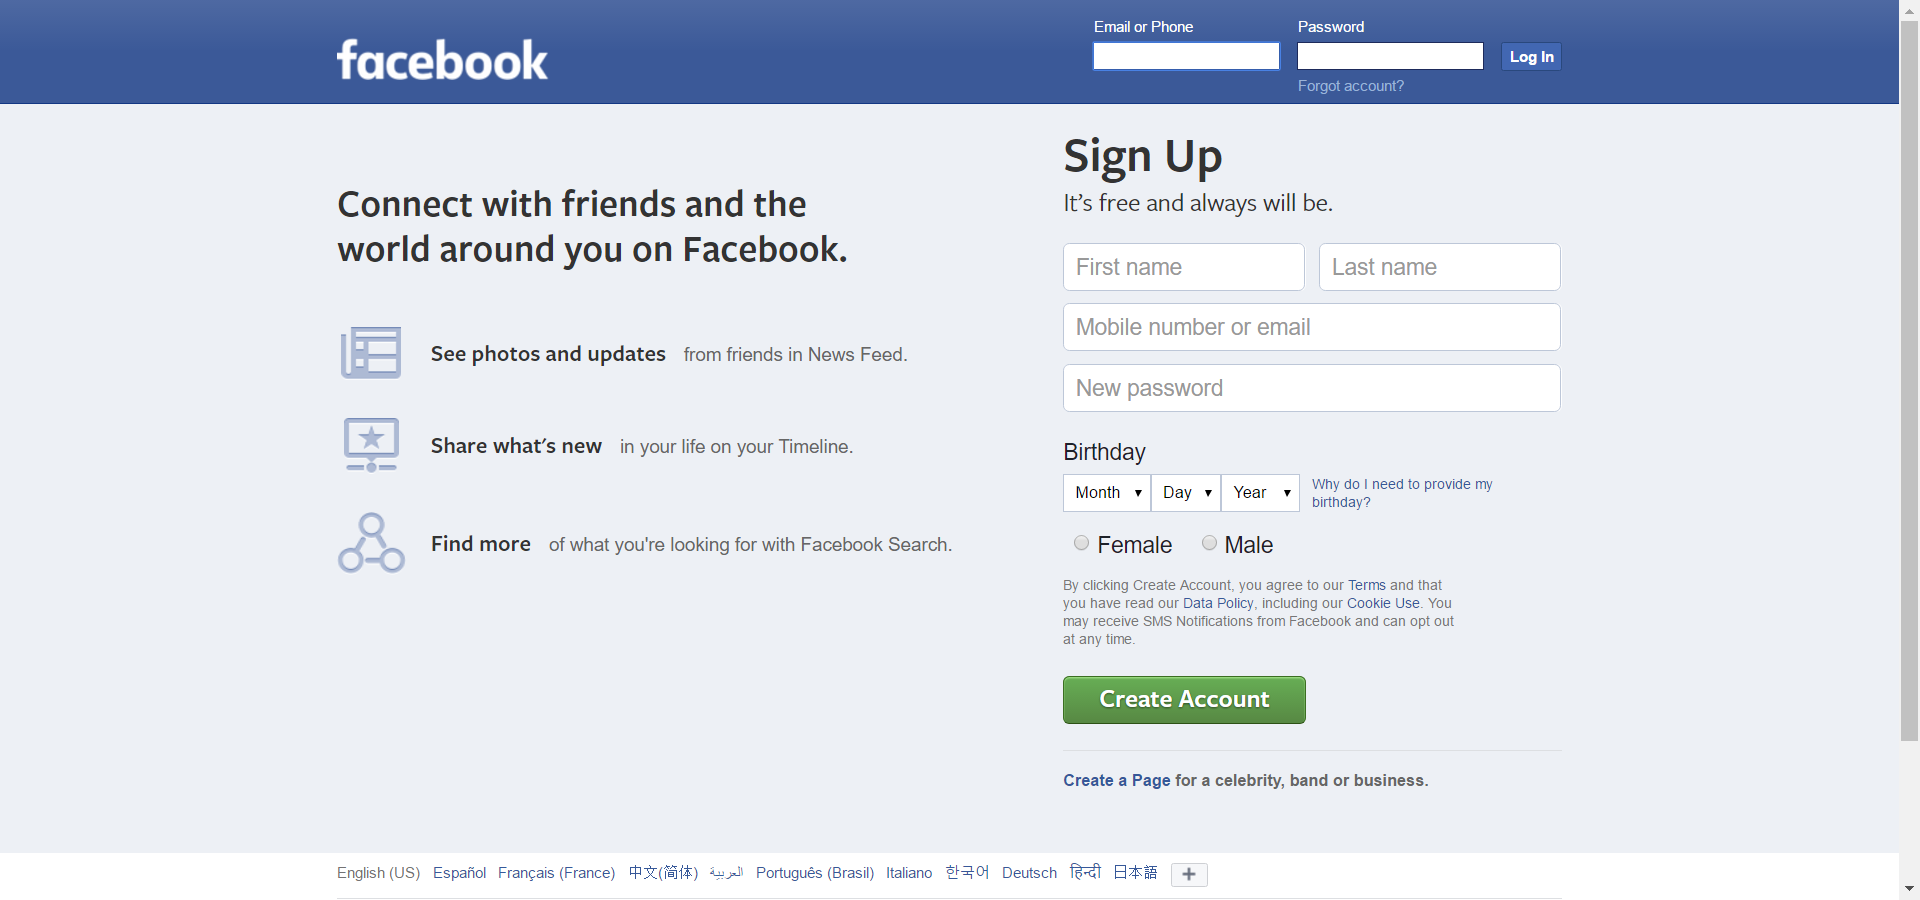 facebook
Email or Phone
Password
Log In
Forgot account?
Connect with friends and the
world around you on Facebook.
See photos and updates from friends in News Feed.
Share what's new in your life on your Timeline.
Find more of what you're looking for with Facebook Search.
Sign Up
It’s free and always will be.
First name Last name
Mobile number or email
New password
Birthday
Month Day Year
Why do I need to provide my
birthday?
Female Male
By clicking Create Account, you agree to our Terms and that
you have read our Data Policy, including our Cookie Use. You
may receive SMS Notifications from Facebook and can opt out
at any time.
Create Account
Create a Page for a celebrity, band or business.
English (US) Español Français (France) 中文(简体) العربية Português (Brasil) Italiano 한국어 Deutsch हिन्दी 日本語 +